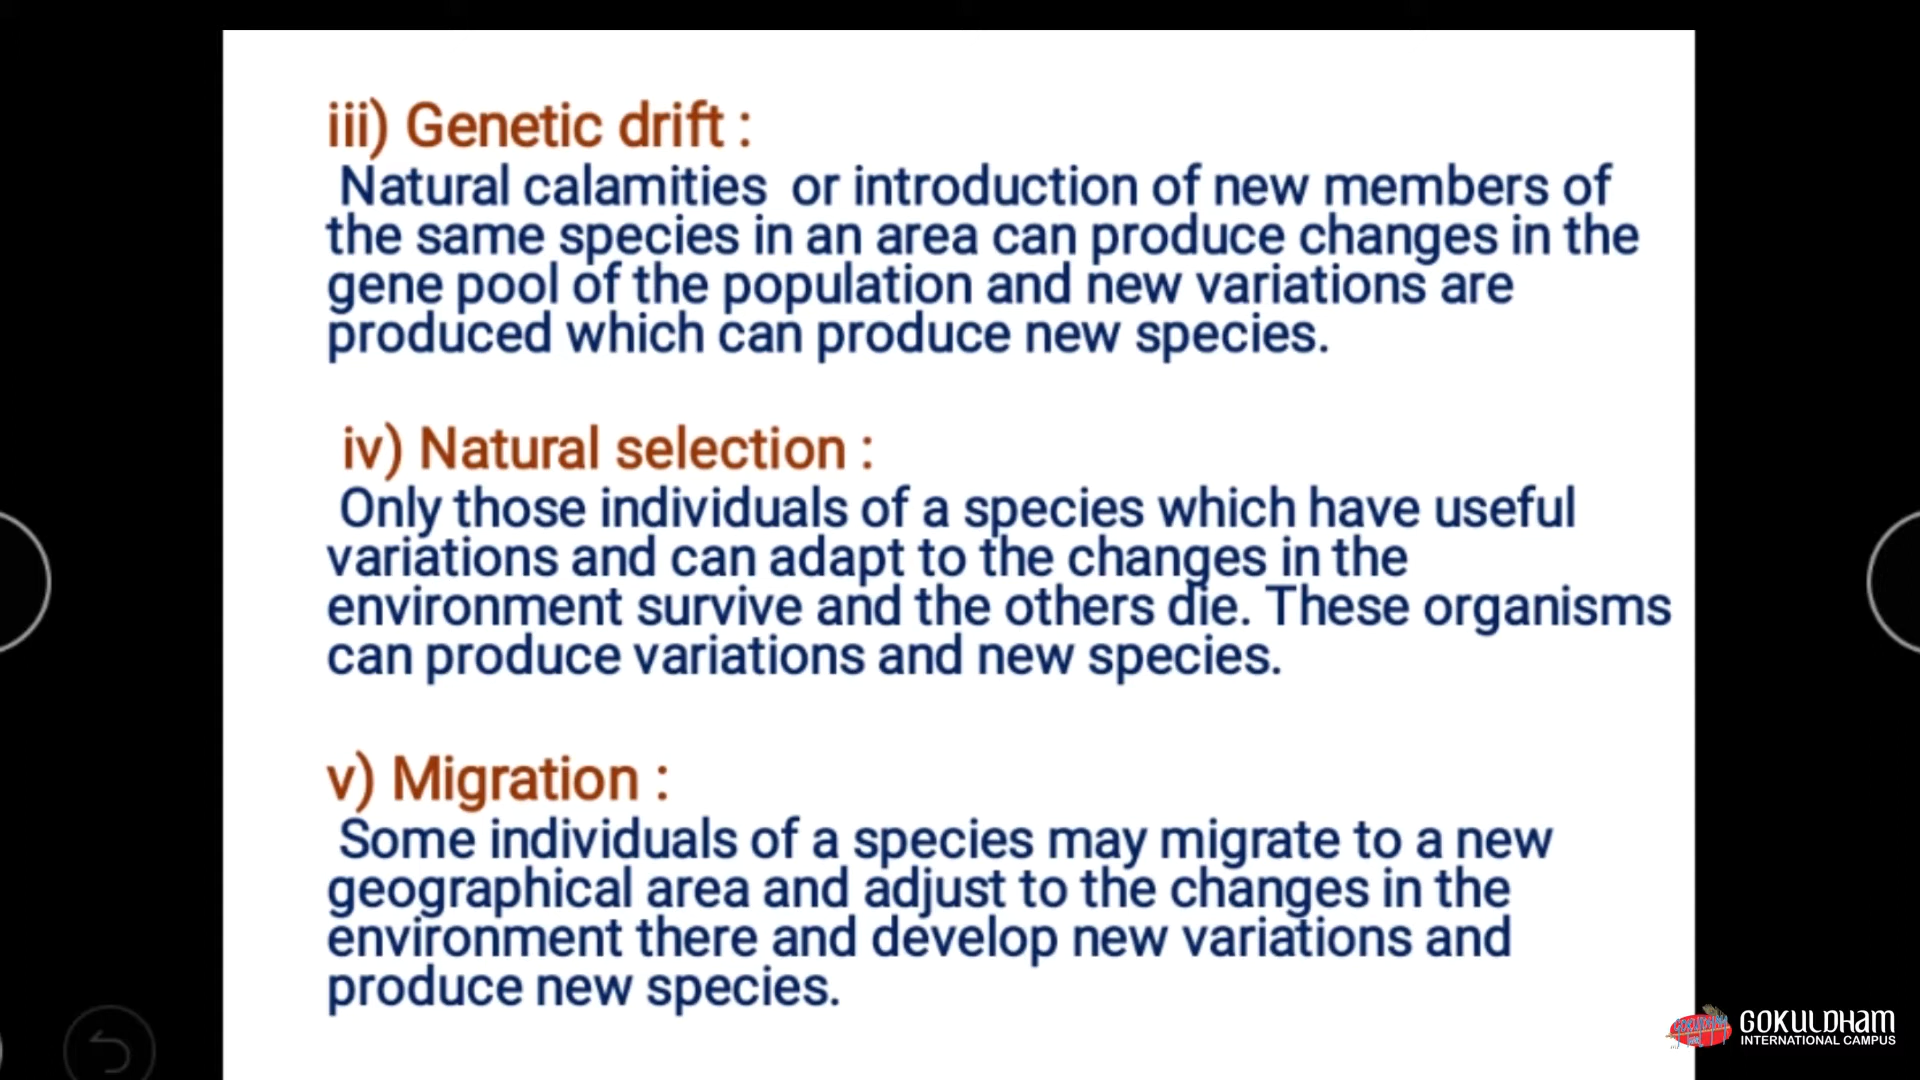 iii) Genetic drift :
Natural calamities or introduction of new members of
the same species in an area can produce changes in the
gene pool of the population and new variations are
produced which can produce new species.
iv) Natural selection :
Only those individuals of a species which have useful
variations and can adapt to the changes in the
environment survive and the others die. These organisms
can produce variations and new species.
v) Migration :
Some individuals of a species may migrate to a new
geographical area and adjust to the changes in the
environment there and develop new variations and
produce new species.
GOKULDHAM
INTERNATIONAL CAMPUS